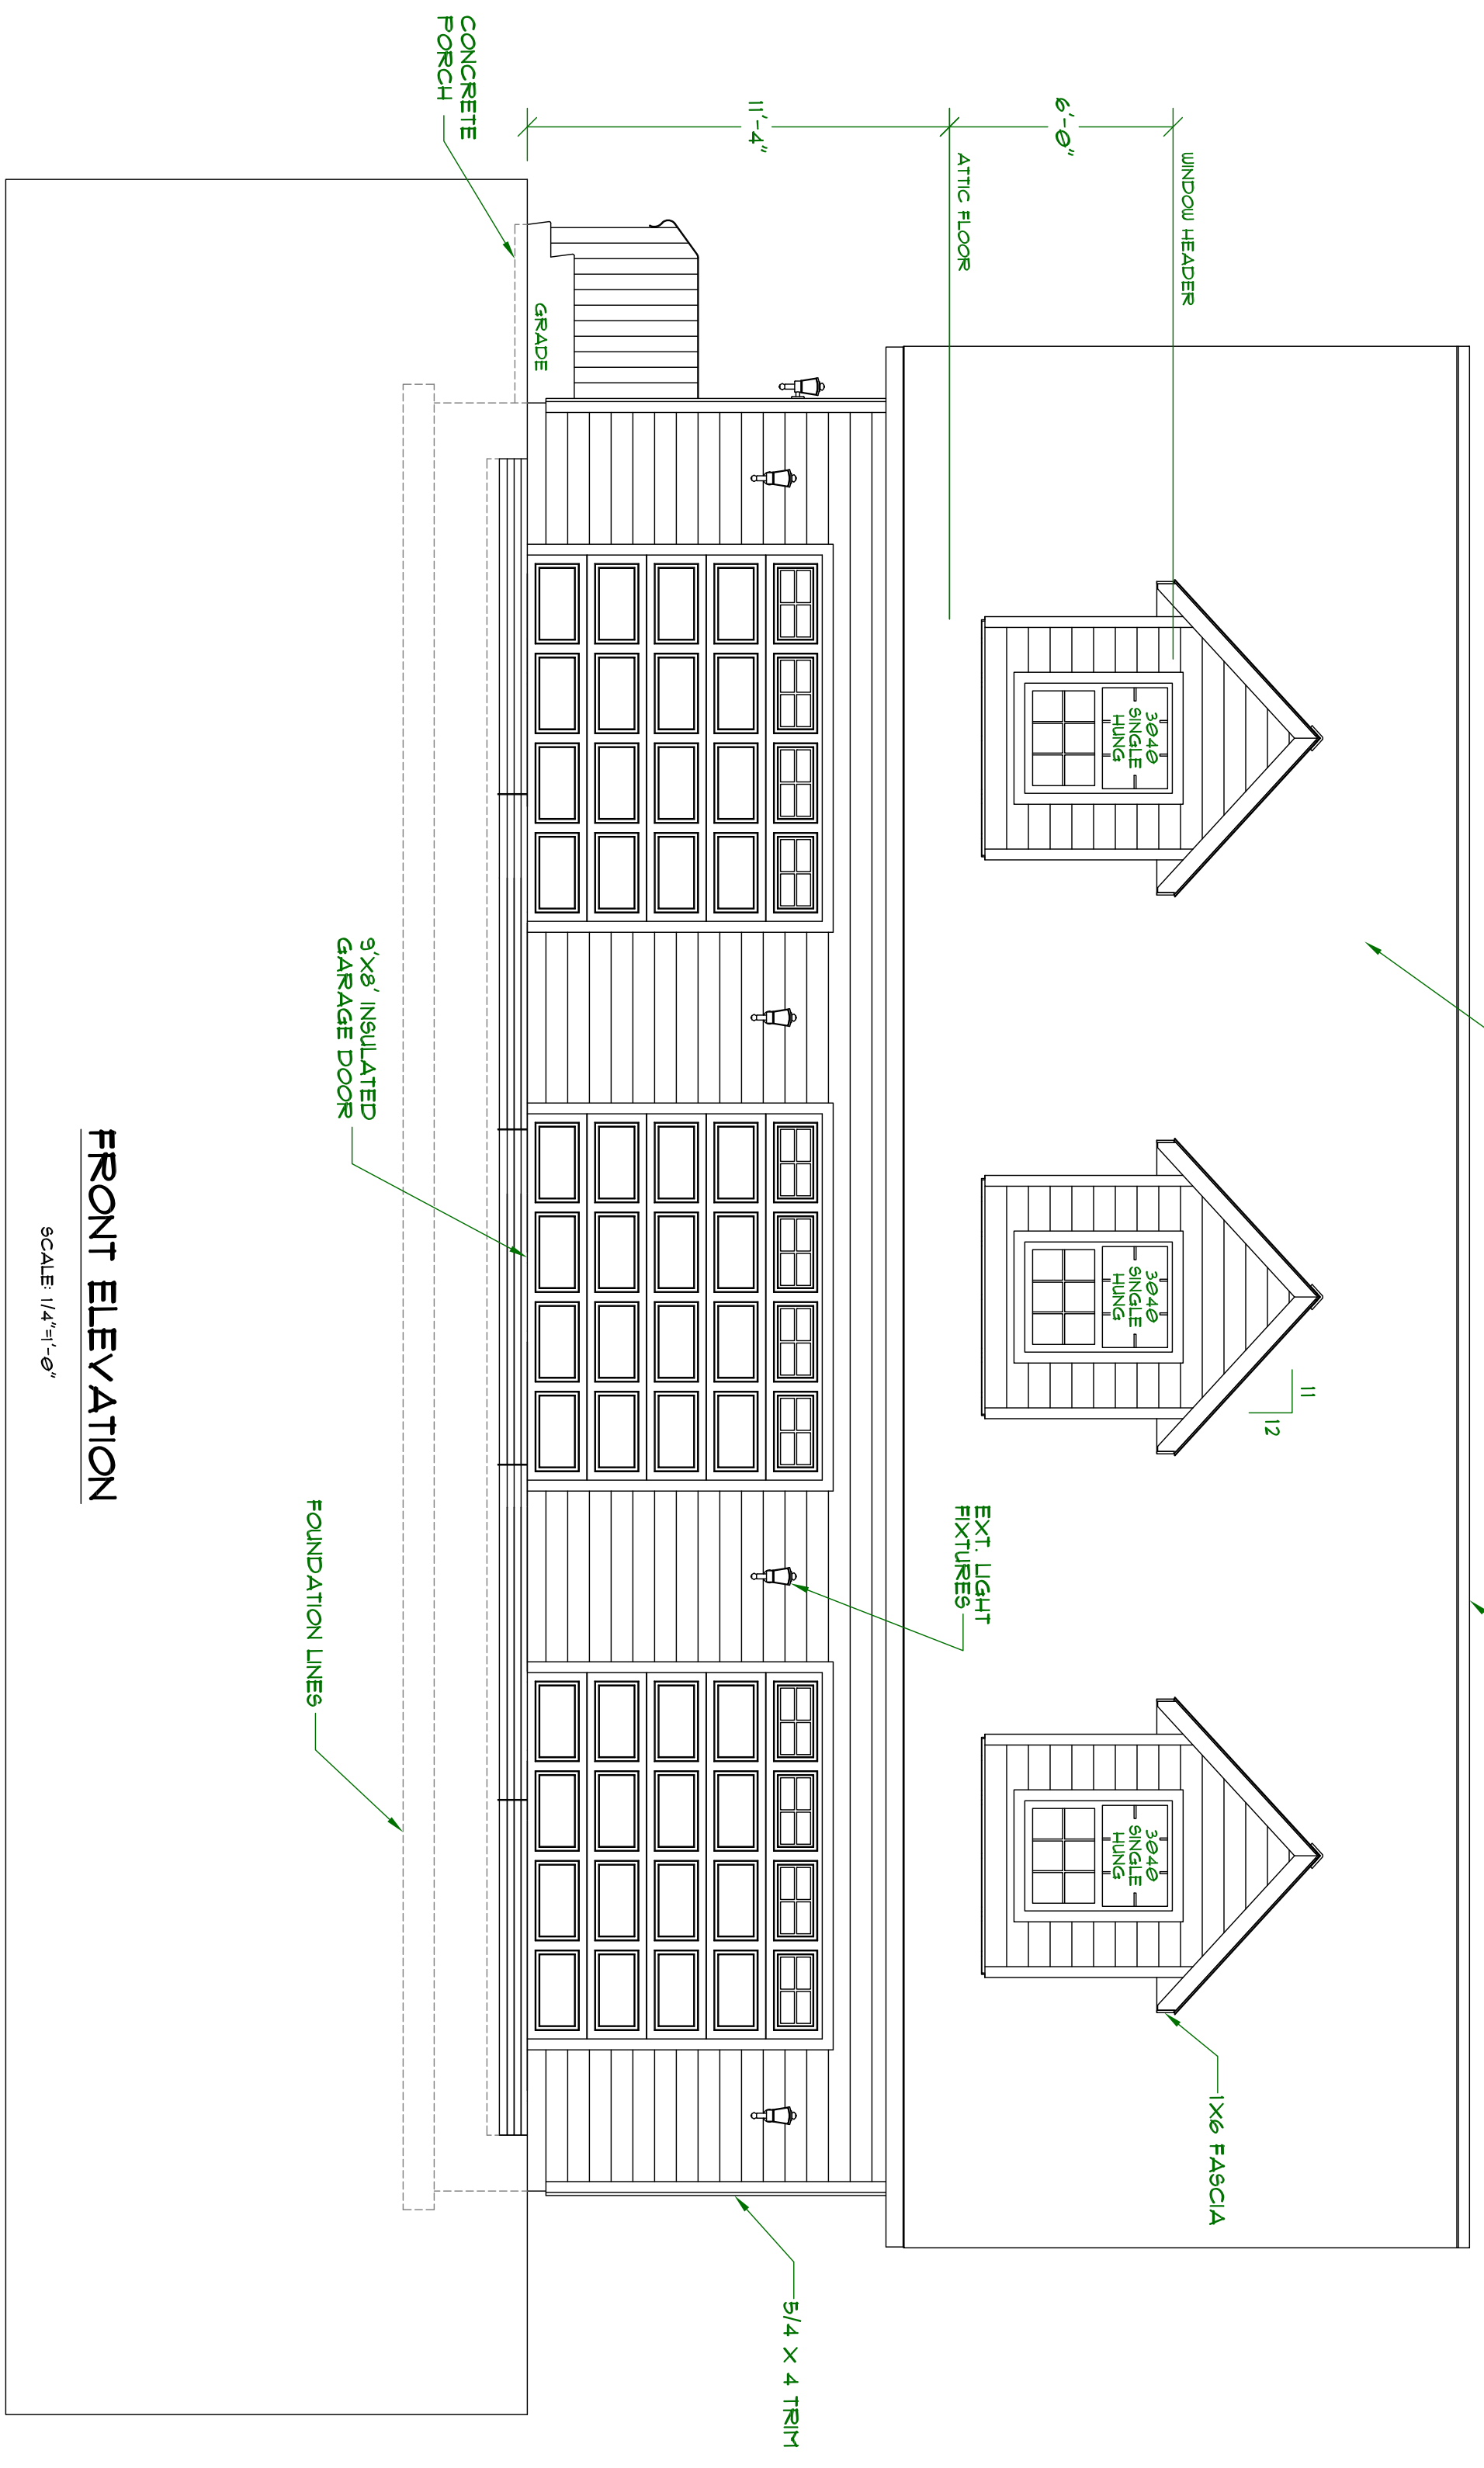 WINDOW HEADER
6'-0"
ATTIC FLOOR
11'-4"
GRADE
CONCRETE
PORCH
3040
SINGLE
HUNG
3040
SINGLE
HUNG
3040
SINGLE
HUNG
11
12
EXT. LIGHT
FIXTURES
1X6 FASCIA
5/4 X 4 TRIM
9'X8' INSULATED
GARAGE DOOR
FOUNDATION LINES
FRONT ELEVATION
SCALE: 1/4"=1'-0"